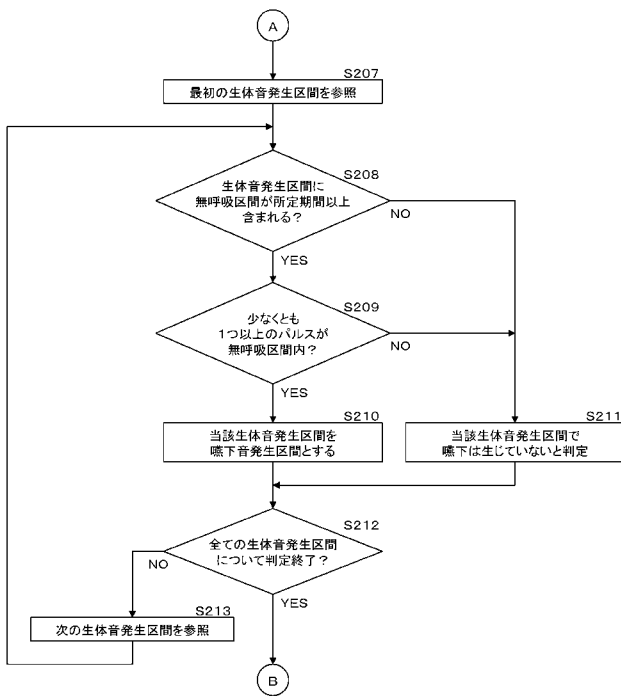 A
S207
最初の生体音発生区間を参照
S208
生体音発生区間に
無呼吸区間が所定期間以上
含まれる？
NO
YES
S209
少なくとも
1つ以上のパルスが
無呼吸区間内？
NO
YES
S210
当該生体音発生区間を
嚥下音発生区間とする
S211
当該生体音発生区間で
嚥下は生じていないと判定
S212
全ての生体音発生区間
について判定終了？
NO
YES
S213
次の生体音発生区間を参照
B